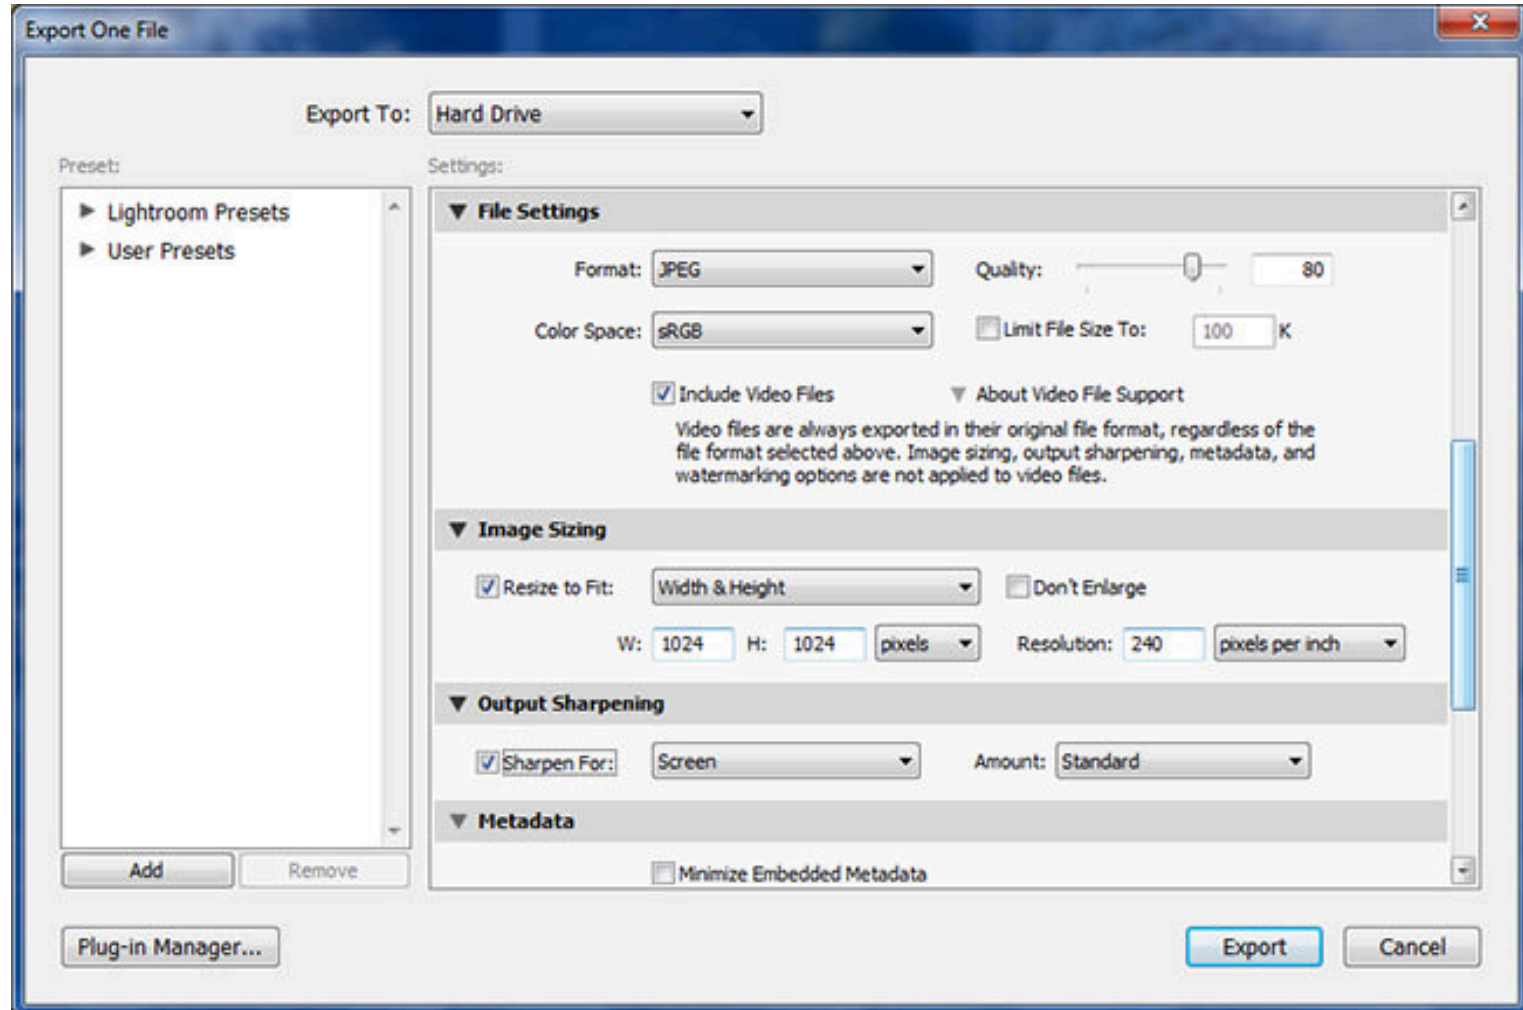 Export One File
Export To: Hard Drive
Preset:
Settings:
Lightroom Presets
User Presets
File Settings
Format: JPEG Quality: 80
Color Space: sRGB Limit File Size To: 100 K
Include Video Files About Video File Support
Video files are always exported in their original file format, regardless of the
file format selected above. Image sizing, output sharpening, metadata, and
watermarking options are not applied to video files.
Image Sizing
Resize to Fit: Width & Height Don't Enlarge
W: 1024 H: 1024 pixels Resolution: 240 pixels per inch
Output Sharpening
Sharpen For: Screen Amount: Standard
Metadata
Minimize Embedded Metadata
Add Remove
Plug-in Manager... Export Cancel